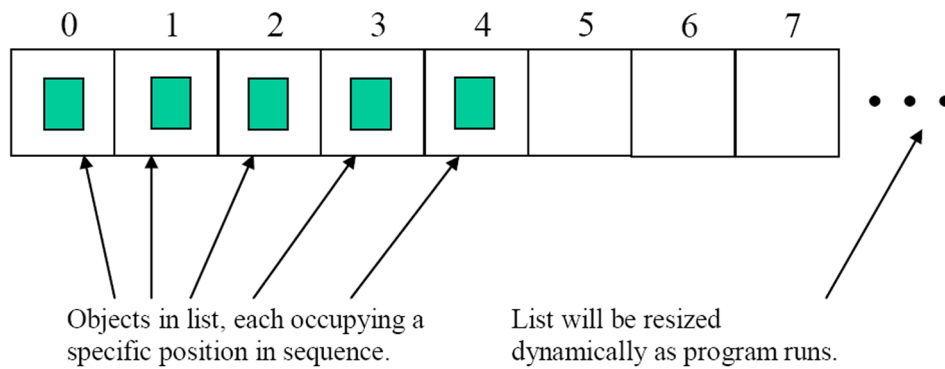 0 1 2 3 4 5 6 7
Objects in list, each occupying a
specific position in sequence.
List will be resized
dynamically as program runs.